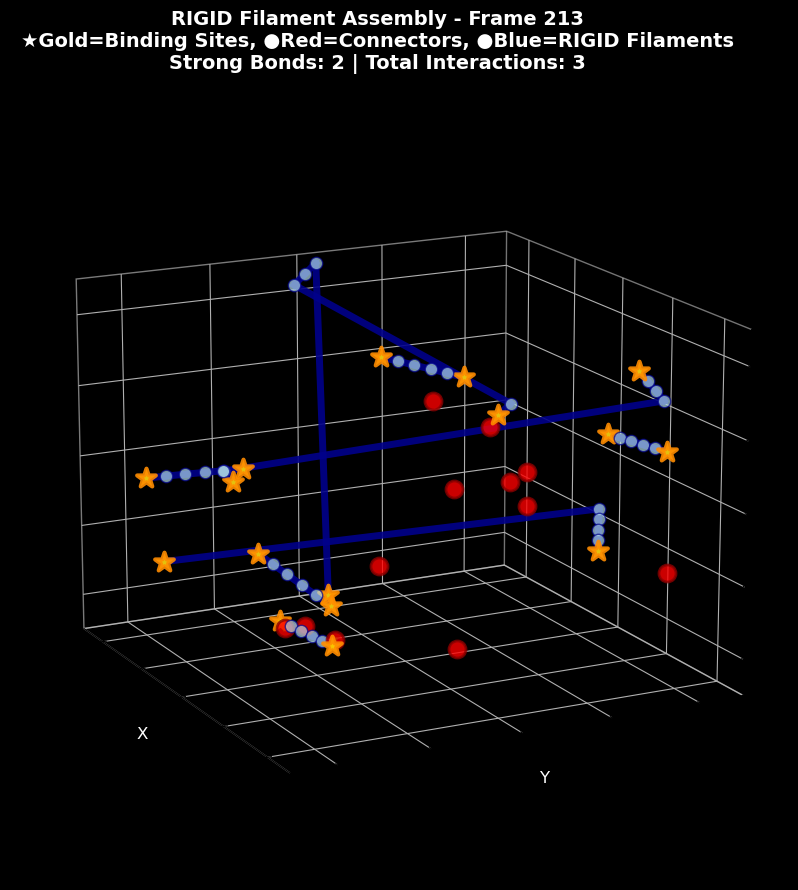 RIGID Filament Assembly - Frame 213
★Gold=Binding Sites, ●Red=Connectors, ●Blue=RIGID Filaments
Strong Bonds: 2 | Total Interactions: 3
X
Y